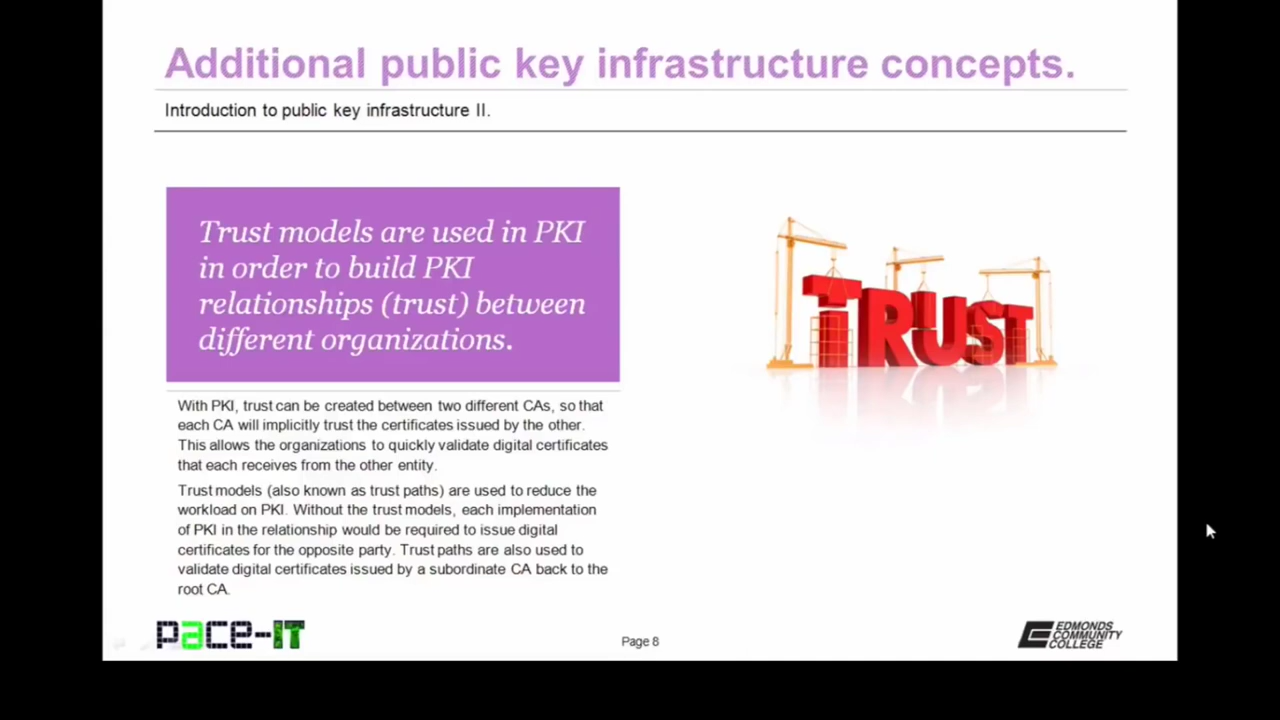 Additional public key infrastructure concepts.
Introduction to public key infrastructure II.
Trust models are used in PKI
in order to build PKI
relationships (trust) between
different organizations.
TRUST
With PKI, trust can be created between two different CAs, so that
each CA will implicitly trust the certificates issued by the other.
This allows the organizations to quickly validate digital certificates
that each receives from the other entity.
Trust models (also known as trust paths) are used to reduce the
workload on PKI. Without the trust models, each implementation
of PKI in the relationship would be required to issue digital
certificates for the opposite party. Trust paths are also used to
validate digital certificates issued by a subordinate CA back to the
root CA.
pace-IT
Page 8
EDMONDS
COMMUNITY
COLLEGE